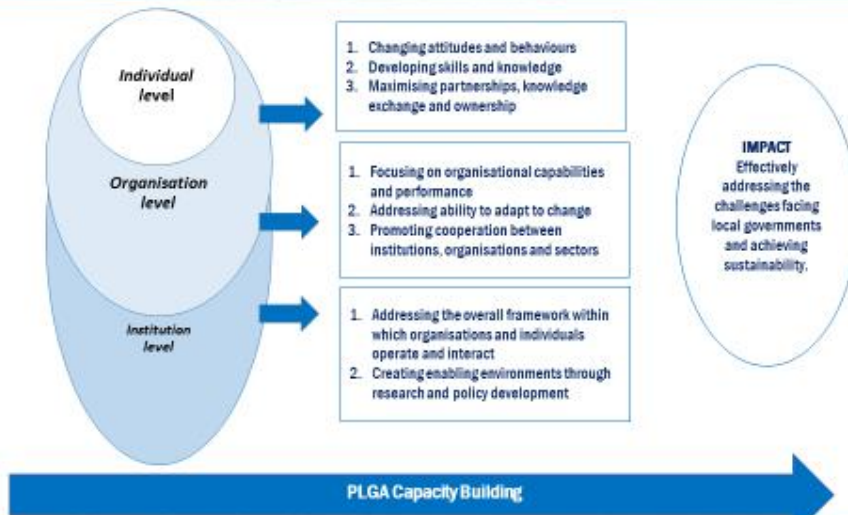 Individual
level
1. Changing attitudes and behaviours
2. Developing skills and knowledge
3. Maximising partnerships, knowledge
exchange and ownership
Organisation
level
1. Focusing on organisational capabilities
and performance
2. Addressing ability to adapt to change
3. Promoting cooperation between
institutions, organisations and sectors
Institution
level
1. Addressing the overall framework within
which organisations and individuals
operate and interact
2. Creating enabling environments through
research and policy development
IMPACT
Effectively
addressing the
challenges facing
local governments
and achieving
sustainability.
PLGA Capacity Building